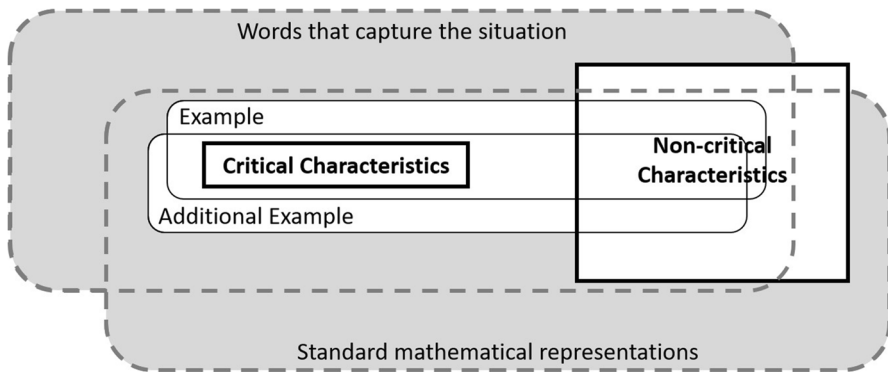 Words that capture the situation
Example
Critical Characteristics
Non-critical
Characteristics
Additional Example
Standard mathematical representations